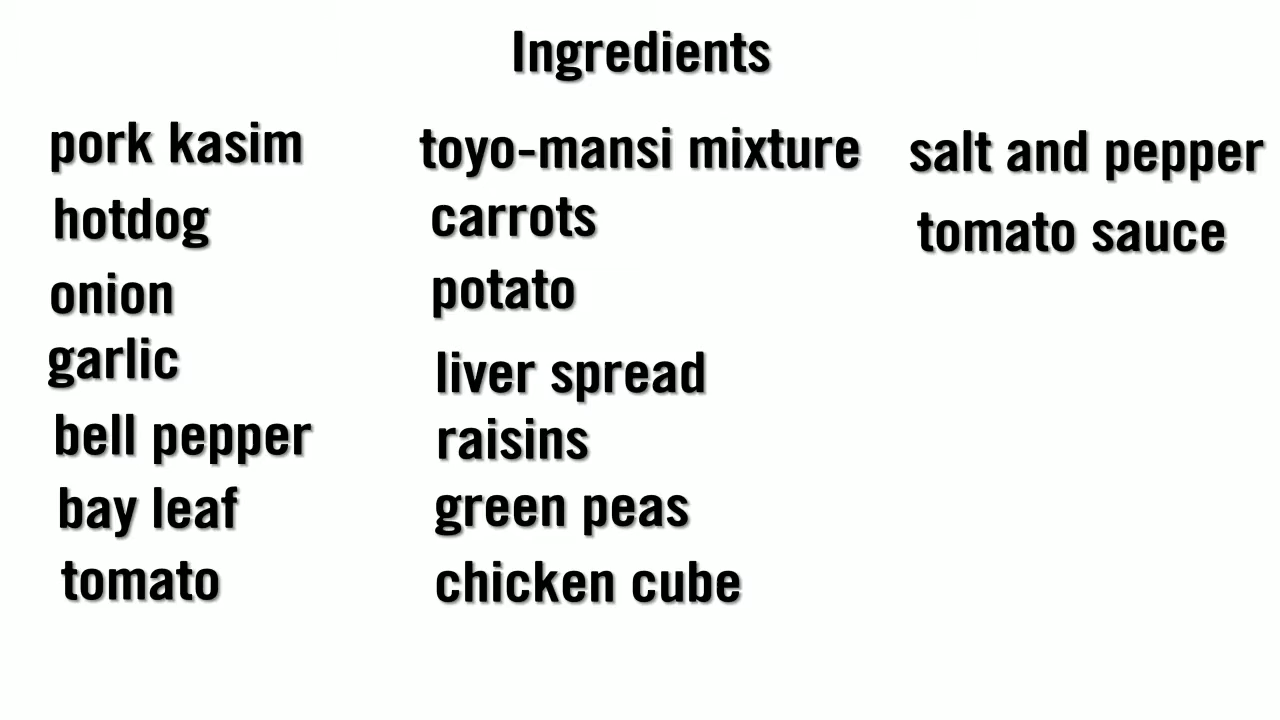 Ingredients
pork kasim
hotdog
onion
garlic
bell pepper
bay leaf
tomato
toyo-mansi mixture
carrots
potato
liver spread
raisins
green peas
chicken cube
salt and pepper
tomato sauce